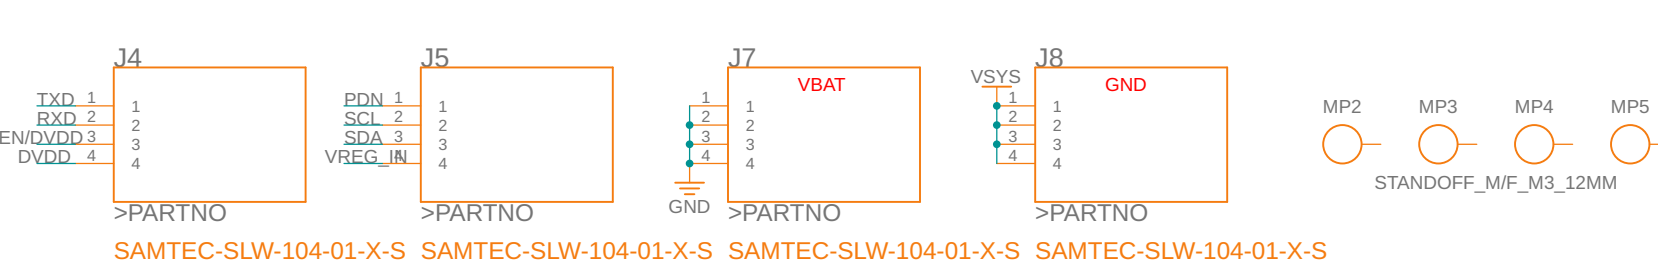 J4
TXD 1 1
RXD 2 2
EN/DVDD 3 3
DVDD 4 4
>PARTNO
SAMTEC-SLW-104-01-X-S
J5
PDN 1 1
SCL 2 2
SDA 3 3
VREG_IN 4 4
>PARTNO
SAMTEC-SLW-104-01-X-S
J7
VBAT
1 1
2 2
3 3
4 4
GND
>PARTNO
SAMTEC-SLW-104-01-X-S
J8
VSYS
GND
1 1
2 2
3 3
4 4
>PARTNO
SAMTEC-SLW-104-01-X-S
MP2 MP3 MP4 MP5
STANDOFF_M/F_M3_12MM